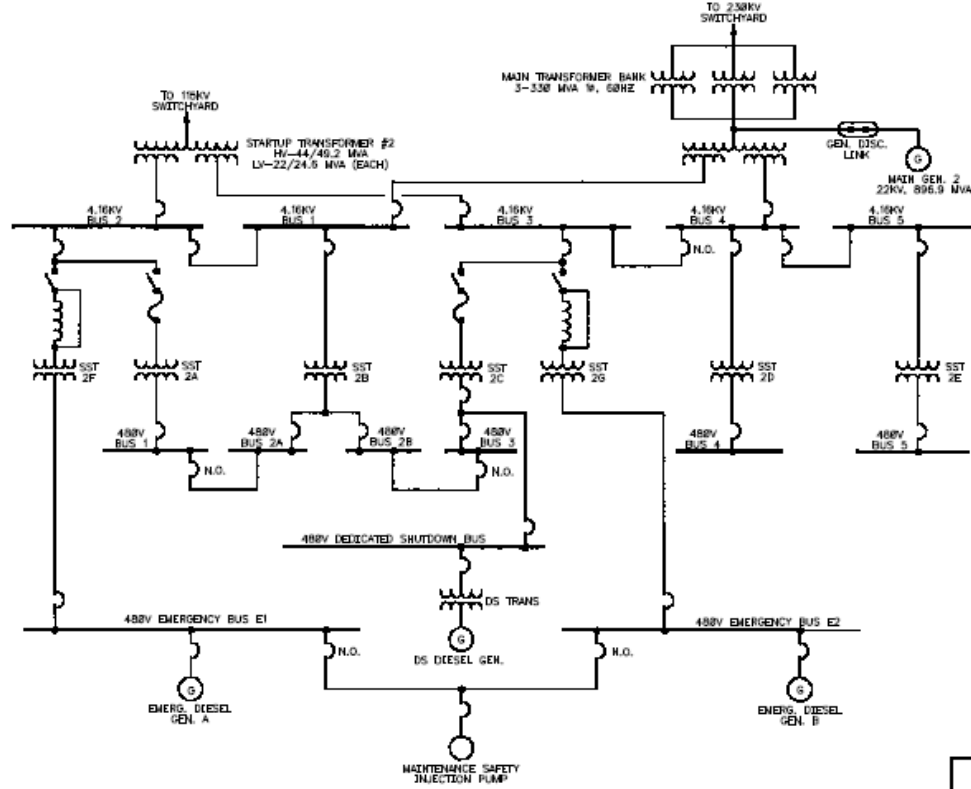 TO 230KV
SWITCHYARD
MAIN TRANSFORMER BANK
3-330 MVA 1Φ, 60HZ
TO 115KV
SWITCHYARD
STARTUP TRANSFORMER #2
HV-44/49.2 MVA
LV-22/24.6 MVA (EACH)
GEN. DISC.
LINK
G
MAIN GEN. 2
22KV, 896.9 MVA
4.16KV
BUS 2
4.16KV
BUS 1
4.16KV
BUS 3
4.16KV
BUS 4
4.16KV
BUS 5
N.O.
SST
2F
SST
2A
SST
2B
SST
2C
SST
2G
SST
2D
SST
2E
480V
BUS 1
480V
BUS 2A
480V
BUS 2B
480V
BUS 3
480V
BUS 4
480V
BUS 5
N.O.
N.O.
480V DEDICATED SHUTDOWN BUS
DS TRANS
G
DS DIESEL GEN.
480V EMERGENCY BUS E1
480V EMERGENCY BUS E2
N.O.
N.O.
G
EMERG. DIESEL
GEN. A
G
EMERG. DIESEL
GEN. B
MAINTENANCE SAFETY
INJECTION PUMP